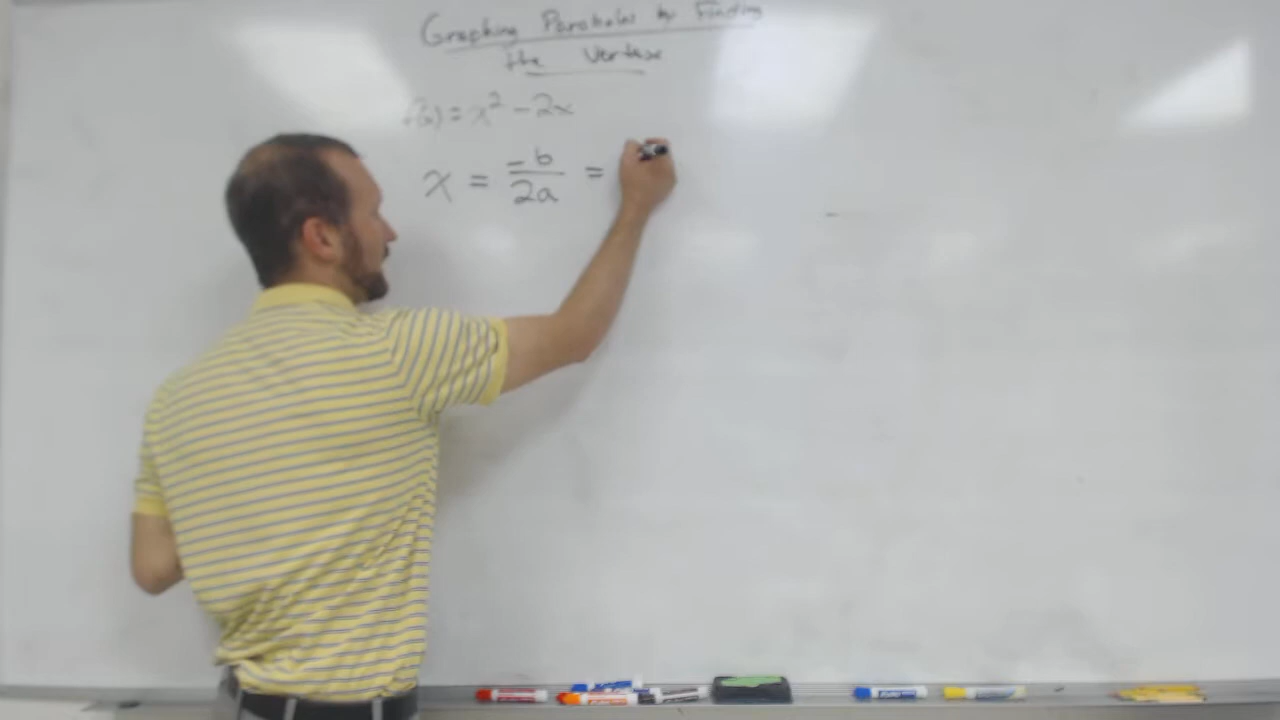 Graphing Parabolas by Finding
the Vertex
f(x) = x² - 2x
x = -b/2a =